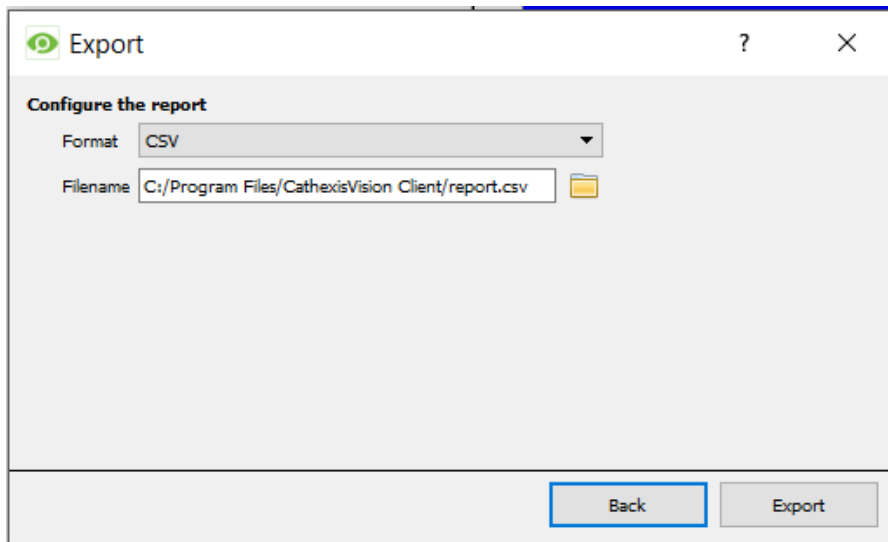 Export
?
Configure the report
Format CSV
Filename C:/Program Files/CathexisVision Client/report.csv
Back Export